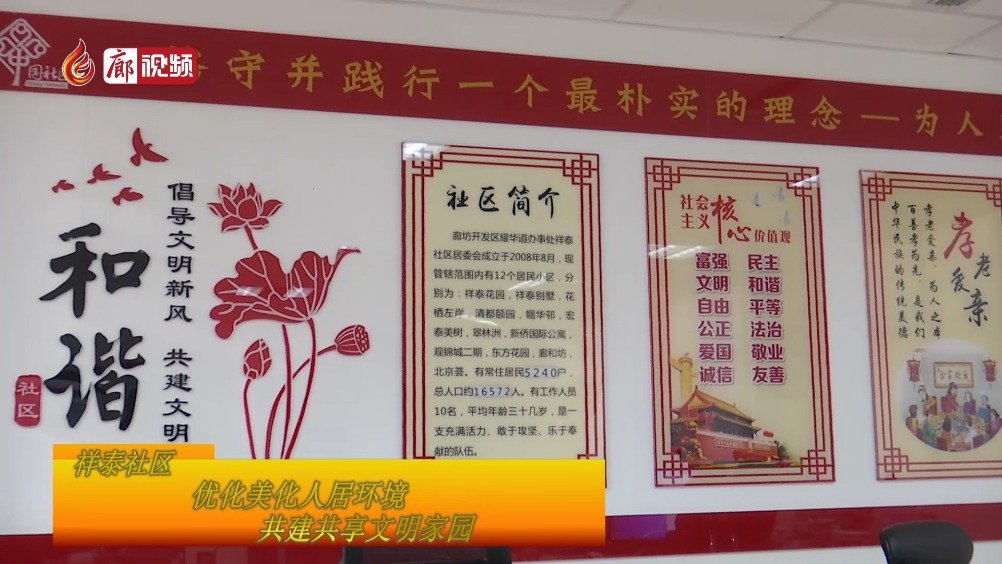 廊视频
守并践行一个最朴实的理念—为人
和谐
社区
倡导文明新风 共建文明
社区简介
廊坊开发区耀华道办事处祥泰
社区居委会成立于2008年8月，现
管辖范围内有12个居民小区，分
别为：祥泰花园，祥泰别墅，花
栖左岸，清都颐园，帼华邨，宏
泰美树，翠林洲，新侨国际公寓，
观锦城二期，东方花园，廊和坊，
北京荟。有常住居民5240户，
总人口约16572人。有工作人员
10名，平均年龄三十几岁，是一
支充满活力、敢于攻坚、乐于奉
献的队伍。
社会
主义
核心价值观
富强 民主
文明 和谐
自由 平等
公正 法治
爱国 敬业
诚信 友善
孝老爱亲
孝老爱亲，为人之本
百善孝为先，是我们
中华民族的传统美德
祥泰社区
优化美化人居环境
共建共享文明家园